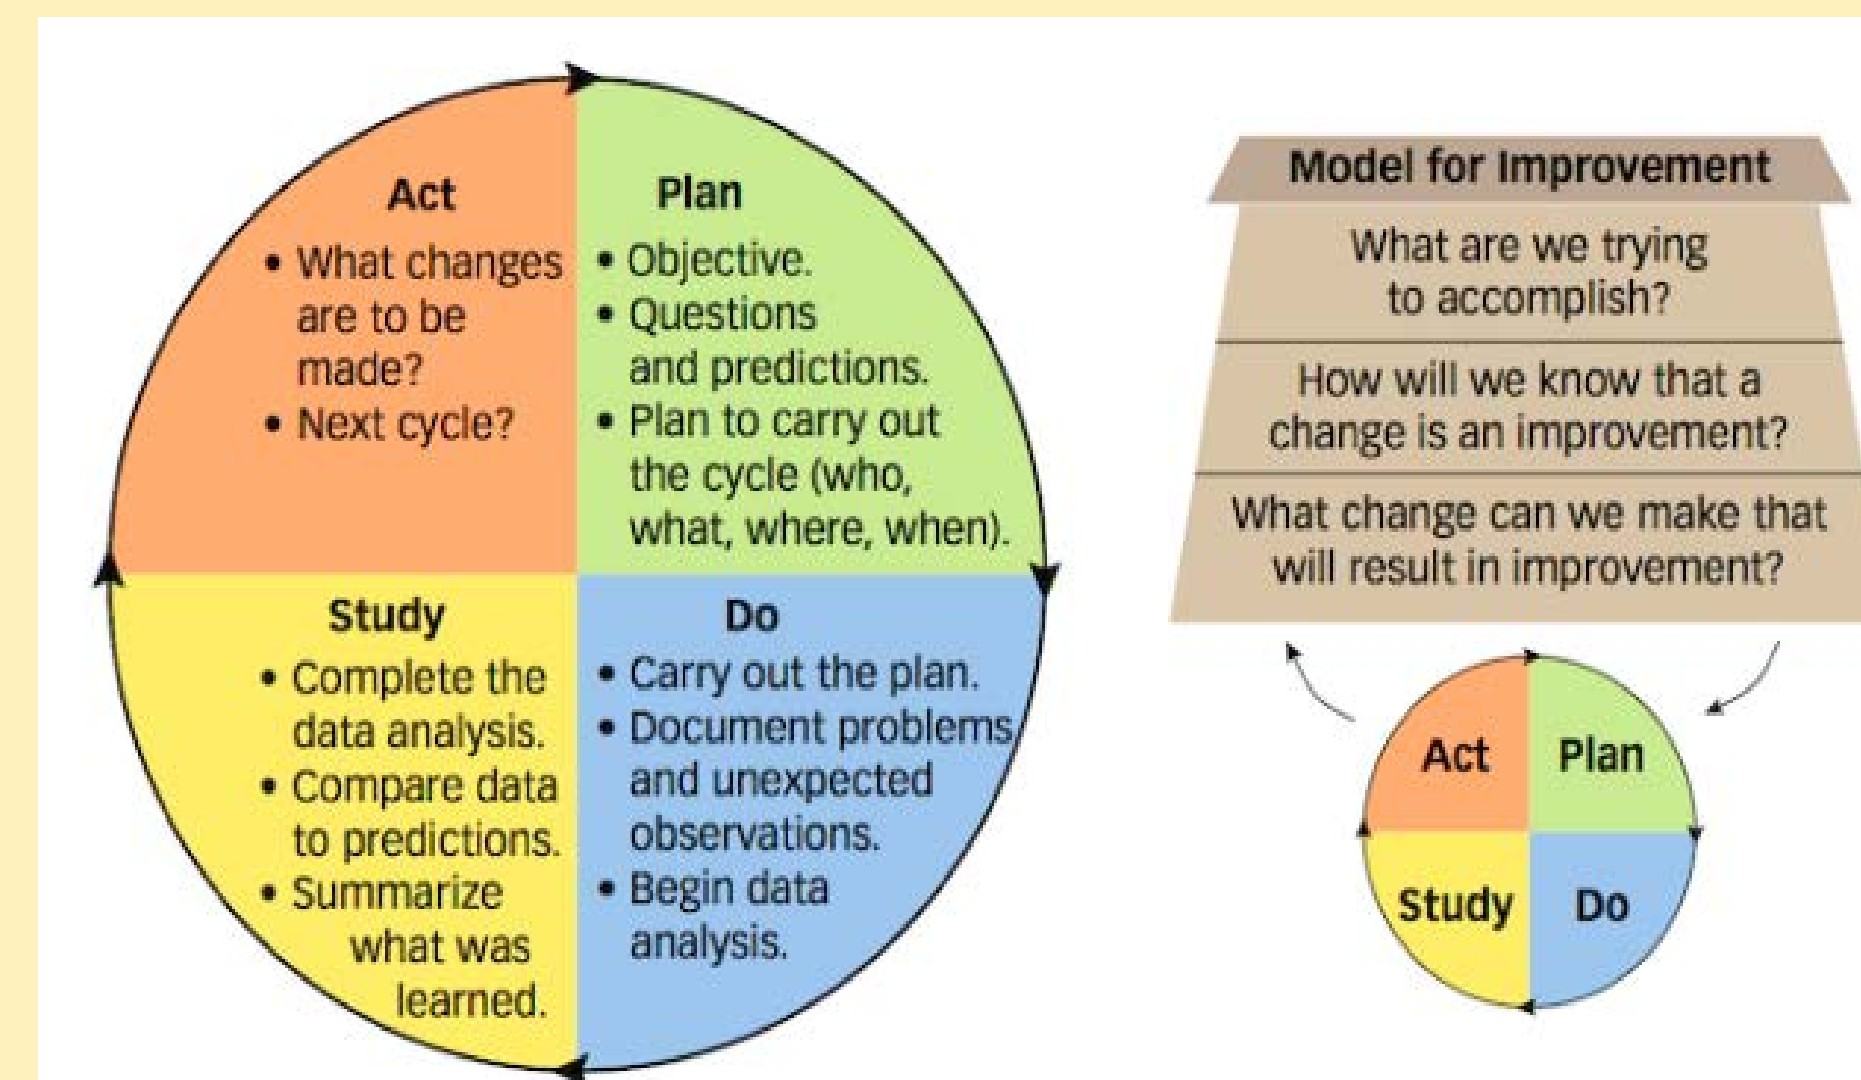 Act
• What changes
are to be
made?
• Next cycle?
Plan
• Objective.
• Questions
and predictions.
• Plan to carry out
the cycle (who,
what, where, when).
Study
• Complete the
data analysis.
• Compare data
to predictions.
• Summarize
what was
learned.
Do
• Carry out the plan.
• Document problems
and unexpected
observations.
• Begin data
analysis.
Model for Improvement
What are we trying
to accomplish?
How will we know that a
change is an improvement?
What change can we make that
will result in improvement?
Act
Plan
Study
Do